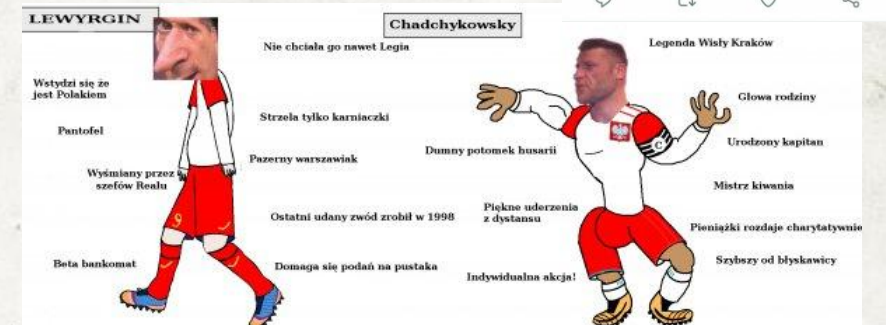 LEWYRGIN
Chadchykowsky
Nie chciała go nawet Legia
Wstydzi się że
jest Polakiem
Strzela tylko karniaczki
Pantofel
Pazerny warszawiak
Wyśmiany przez
szefów Realu
Ostatni udany zwód zrobił w 1998
Beta bankomat
Domaga się podań na pustaka
9
Legenda Wisły Kraków
Głowa rodziny
Urodzony kapitan
Dumny potomek husarii
Mistrz kiwania
Piękne uderzenia
z dystansu
Pieniążki rozdaje charytatywnie
Szybszy od błyskawicy
Indywidualna akcja!
C